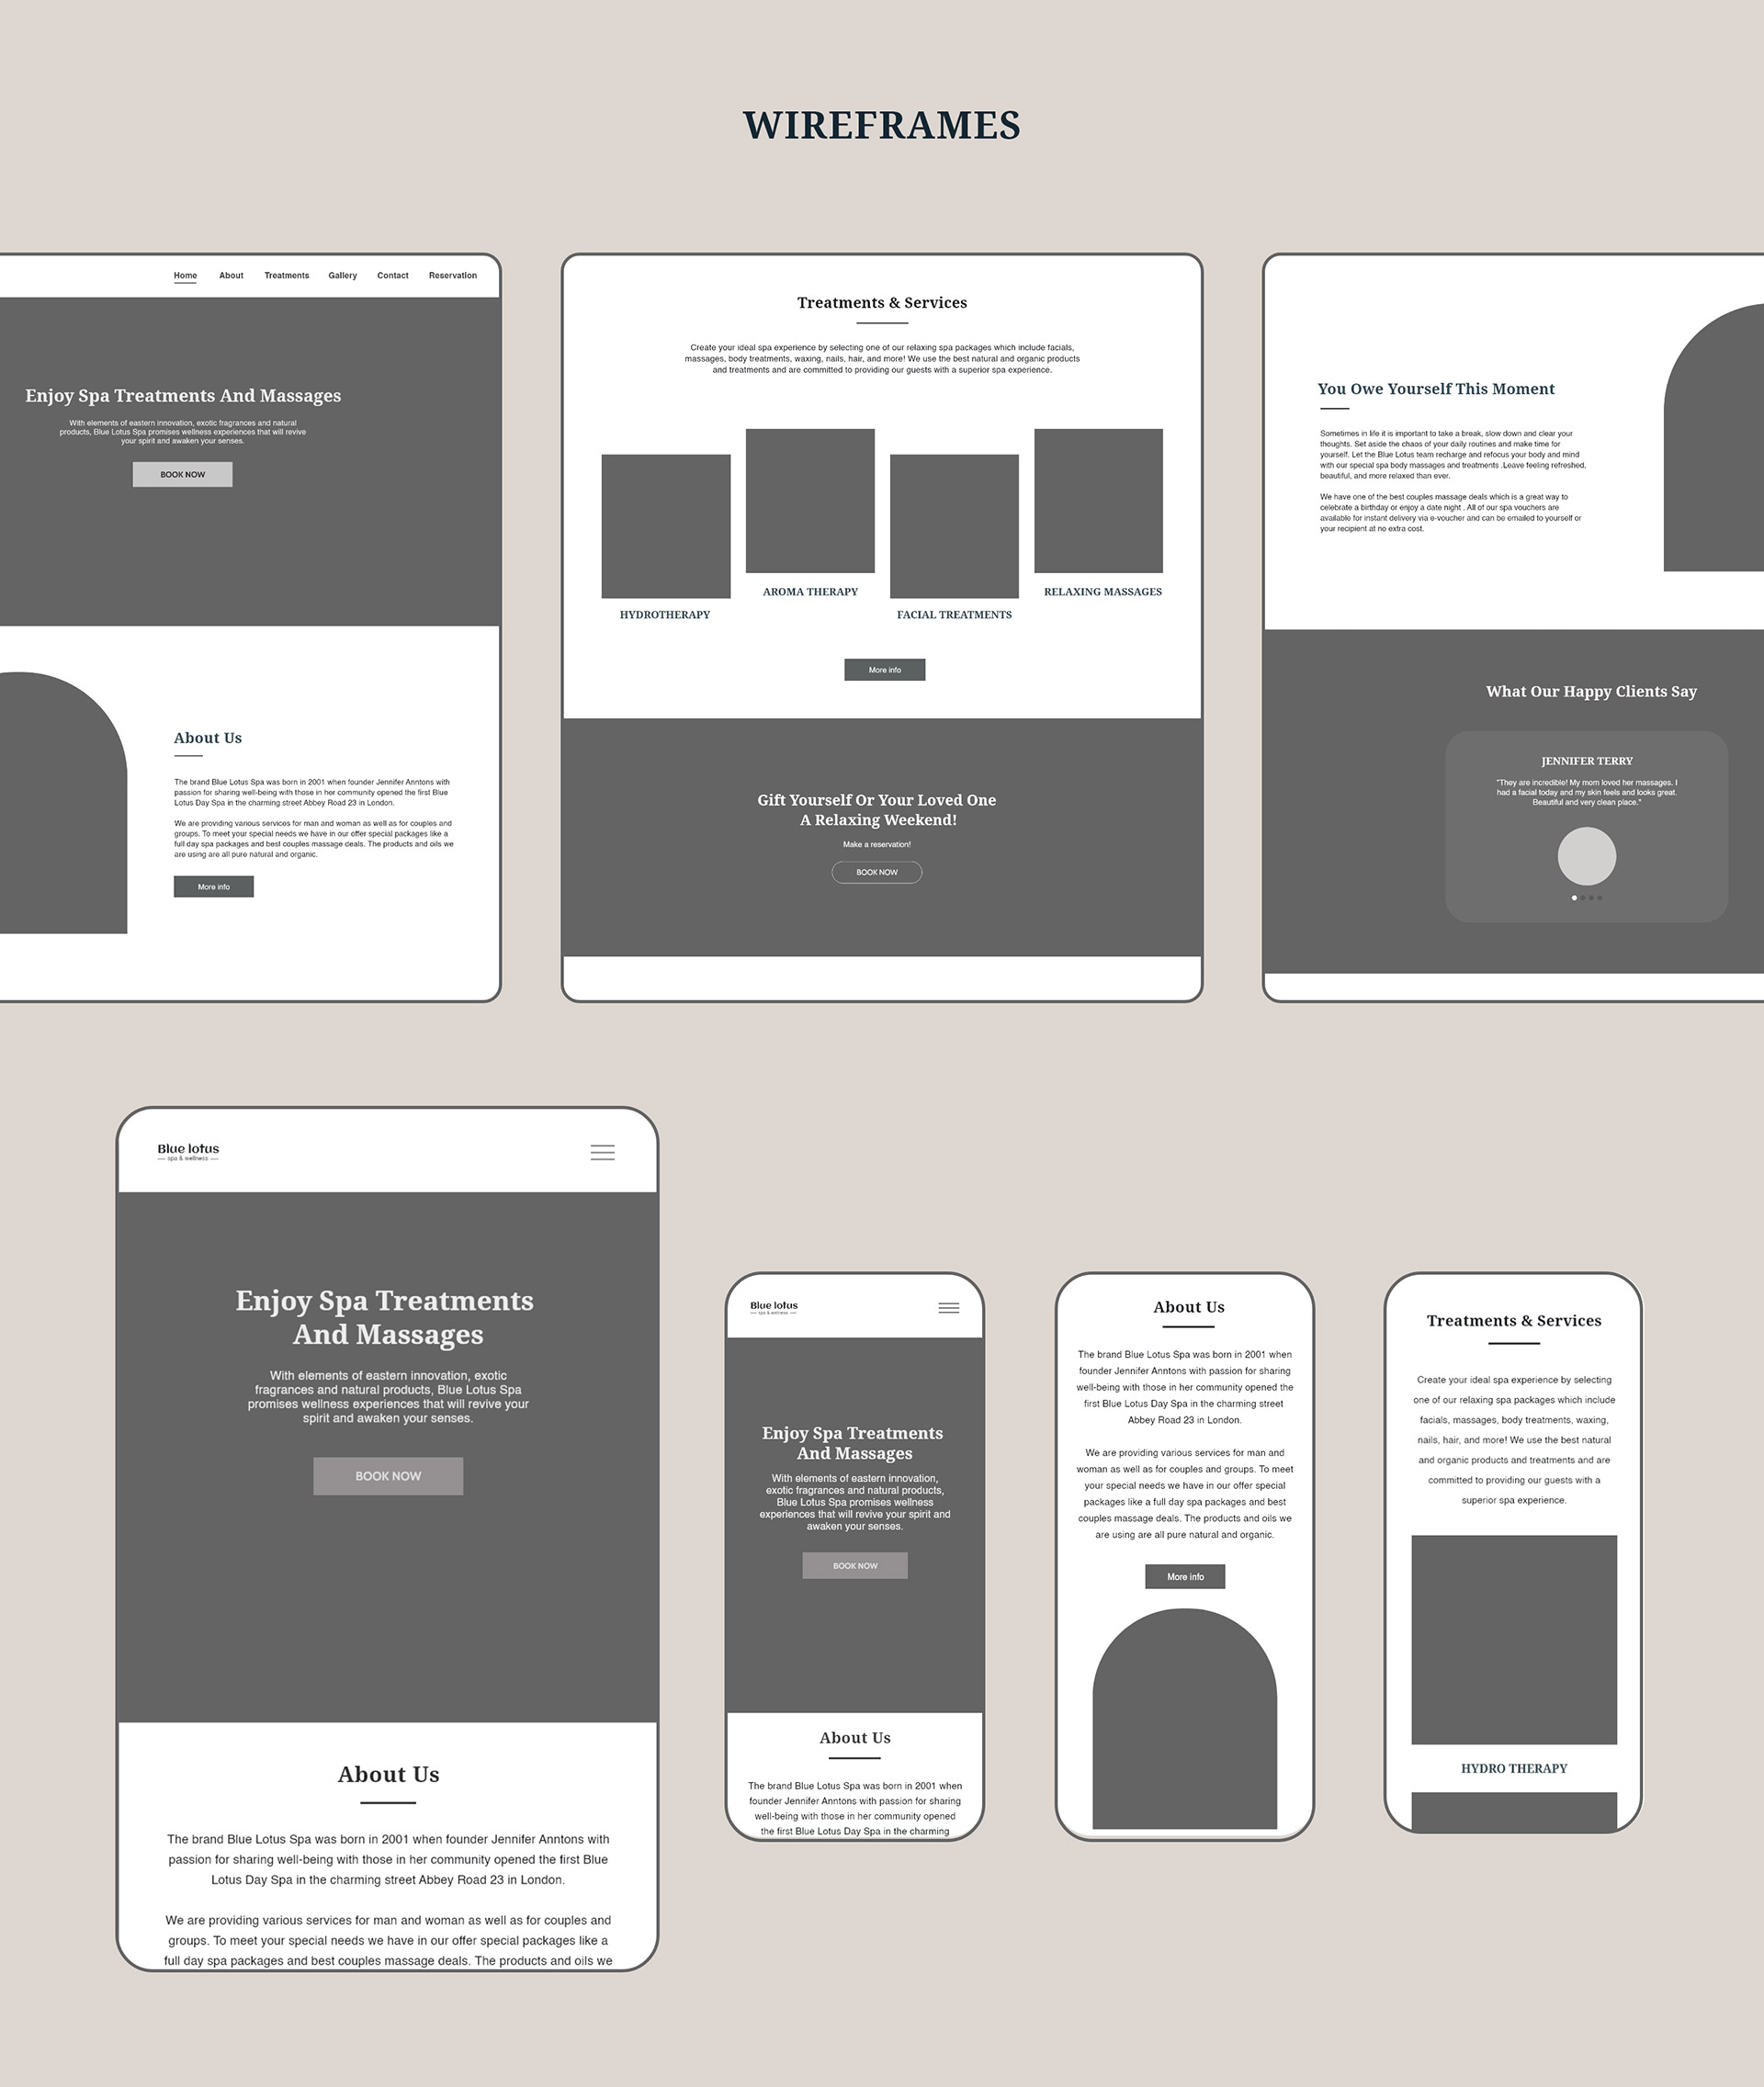 WIREFRAMES
Home About Treatments Gallery Contact Reservation
Enjoy Spa Treatments And Massages
With elements of eastern innovation, exotic fragrances and natural
products, Blue Lotus Spa promises wellness experiences that will revive
your spirit and awaken your senses.
BOOK NOW
About Us
The brand Blue Lotus Spa was born in 2001 when founder Jennifer Anntons with
passion for sharing well-being with those in her community opened the first Blue
Lotus Day Spa in the charming street Abbey Road 23 in London.
We are providing various services for man and woman as well as for couples and
groups. To meet your special needs we have in our offer special packages like a
full day spa packages and best couples massage deals. The products and oils we
are using are all pure natural and organic.
More info
Treatments & Services
Create your ideal spa experience by selecting one of our relaxing spa packages which include facials,
massages, body treatments, waxing, nails, hair, and more! We use the best natural and organic products
and treatments and are committed to providing our guests with a superior spa experience.
HYDROTHERAPY
AROMA THERAPY
FACIAL TREATMENTS
RELAXING MASSAGES
More info
Gift Yourself Or Your Loved One
A Relaxing Weekend!
Make a reservation!
BOOK NOW
You Owe Yourself This Moment
Sometimes in life it is important to take a break, slow down and clear your
thoughts. Set aside the chaos of your daily routines and make time for
yourself. Let the Blue Lotus team recharge and refocus your body and mind
with our special spa body massages and treatments .Leave feeling refreshed,
beautiful, and more relaxed than ever.
We have one of the best couples massage deals which is a great way to
celebrate a birthday or enjoy a date night . All of our spa vouchers are
available for instant delivery via e-voucher and can be emailed to yourself or
your recipient at no extra cost.
What Our Happy Clients Say
JENNIFER TERRY
"They are incredible! My mom loved her massages. I
had a facial today and my skin feels and looks great.
Beautiful and very clean place."
Blue lotus
spa & wellness
Enjoy Spa Treatments
And Massages
With elements of eastern innovation, exotic
fragrances and natural products, Blue Lotus Spa
promises wellness experiences that will revive your
spirit and awaken your senses.
BOOK NOW
About Us
The brand Blue Lotus Spa was born in 2001 when founder Jennifer Anntons with
passion for sharing well-being with those in her community opened the first Blue
Lotus Day Spa in the charming street Abbey Road 23 in London.
We are providing various services for man and woman as well as for couples and
groups. To meet your special needs we have in our offer special packages like a
full day spa packages and best couples massage deals. The products and oils we
Blue lotus
spa & wellness
Enjoy Spa Treatments
And Massages
With elements of eastern innovation,
exotic fragrances and natural products,
Blue Lotus Spa promises wellness
experiences that will revive your spirit and
awaken your senses.
BOOK NOW
About Us
The brand Blue Lotus Spa was born in 2001 when
founder Jennifer Anntons with passion for sharing
well-being with those in her community opened
the first Blue Lotus Day Spa in the charming
About Us
The brand Blue Lotus Spa was born in 2001 when
founder Jennifer Anntons with passion for sharing
well-being with those in her community opened the
first Blue Lotus Day Spa in the charming street
Abbey Road 23 in London.
We are providing various services for man and
woman as well as for couples and groups. To meet
your special needs we have in our offer special
packages like a full day spa packages and best
couples massage deals. The products and oils we
are using are all pure natural and organic.
More info
Treatments & Services
Create your ideal spa experience by selecting
one of our relaxing spa packages which include
facials, massages, body treatments, waxing,
nails, hair, and more! We use the best natural
and organic products and treatments and are
committed to providing our guests with a
superior spa experience.
HYDRO THERAPY